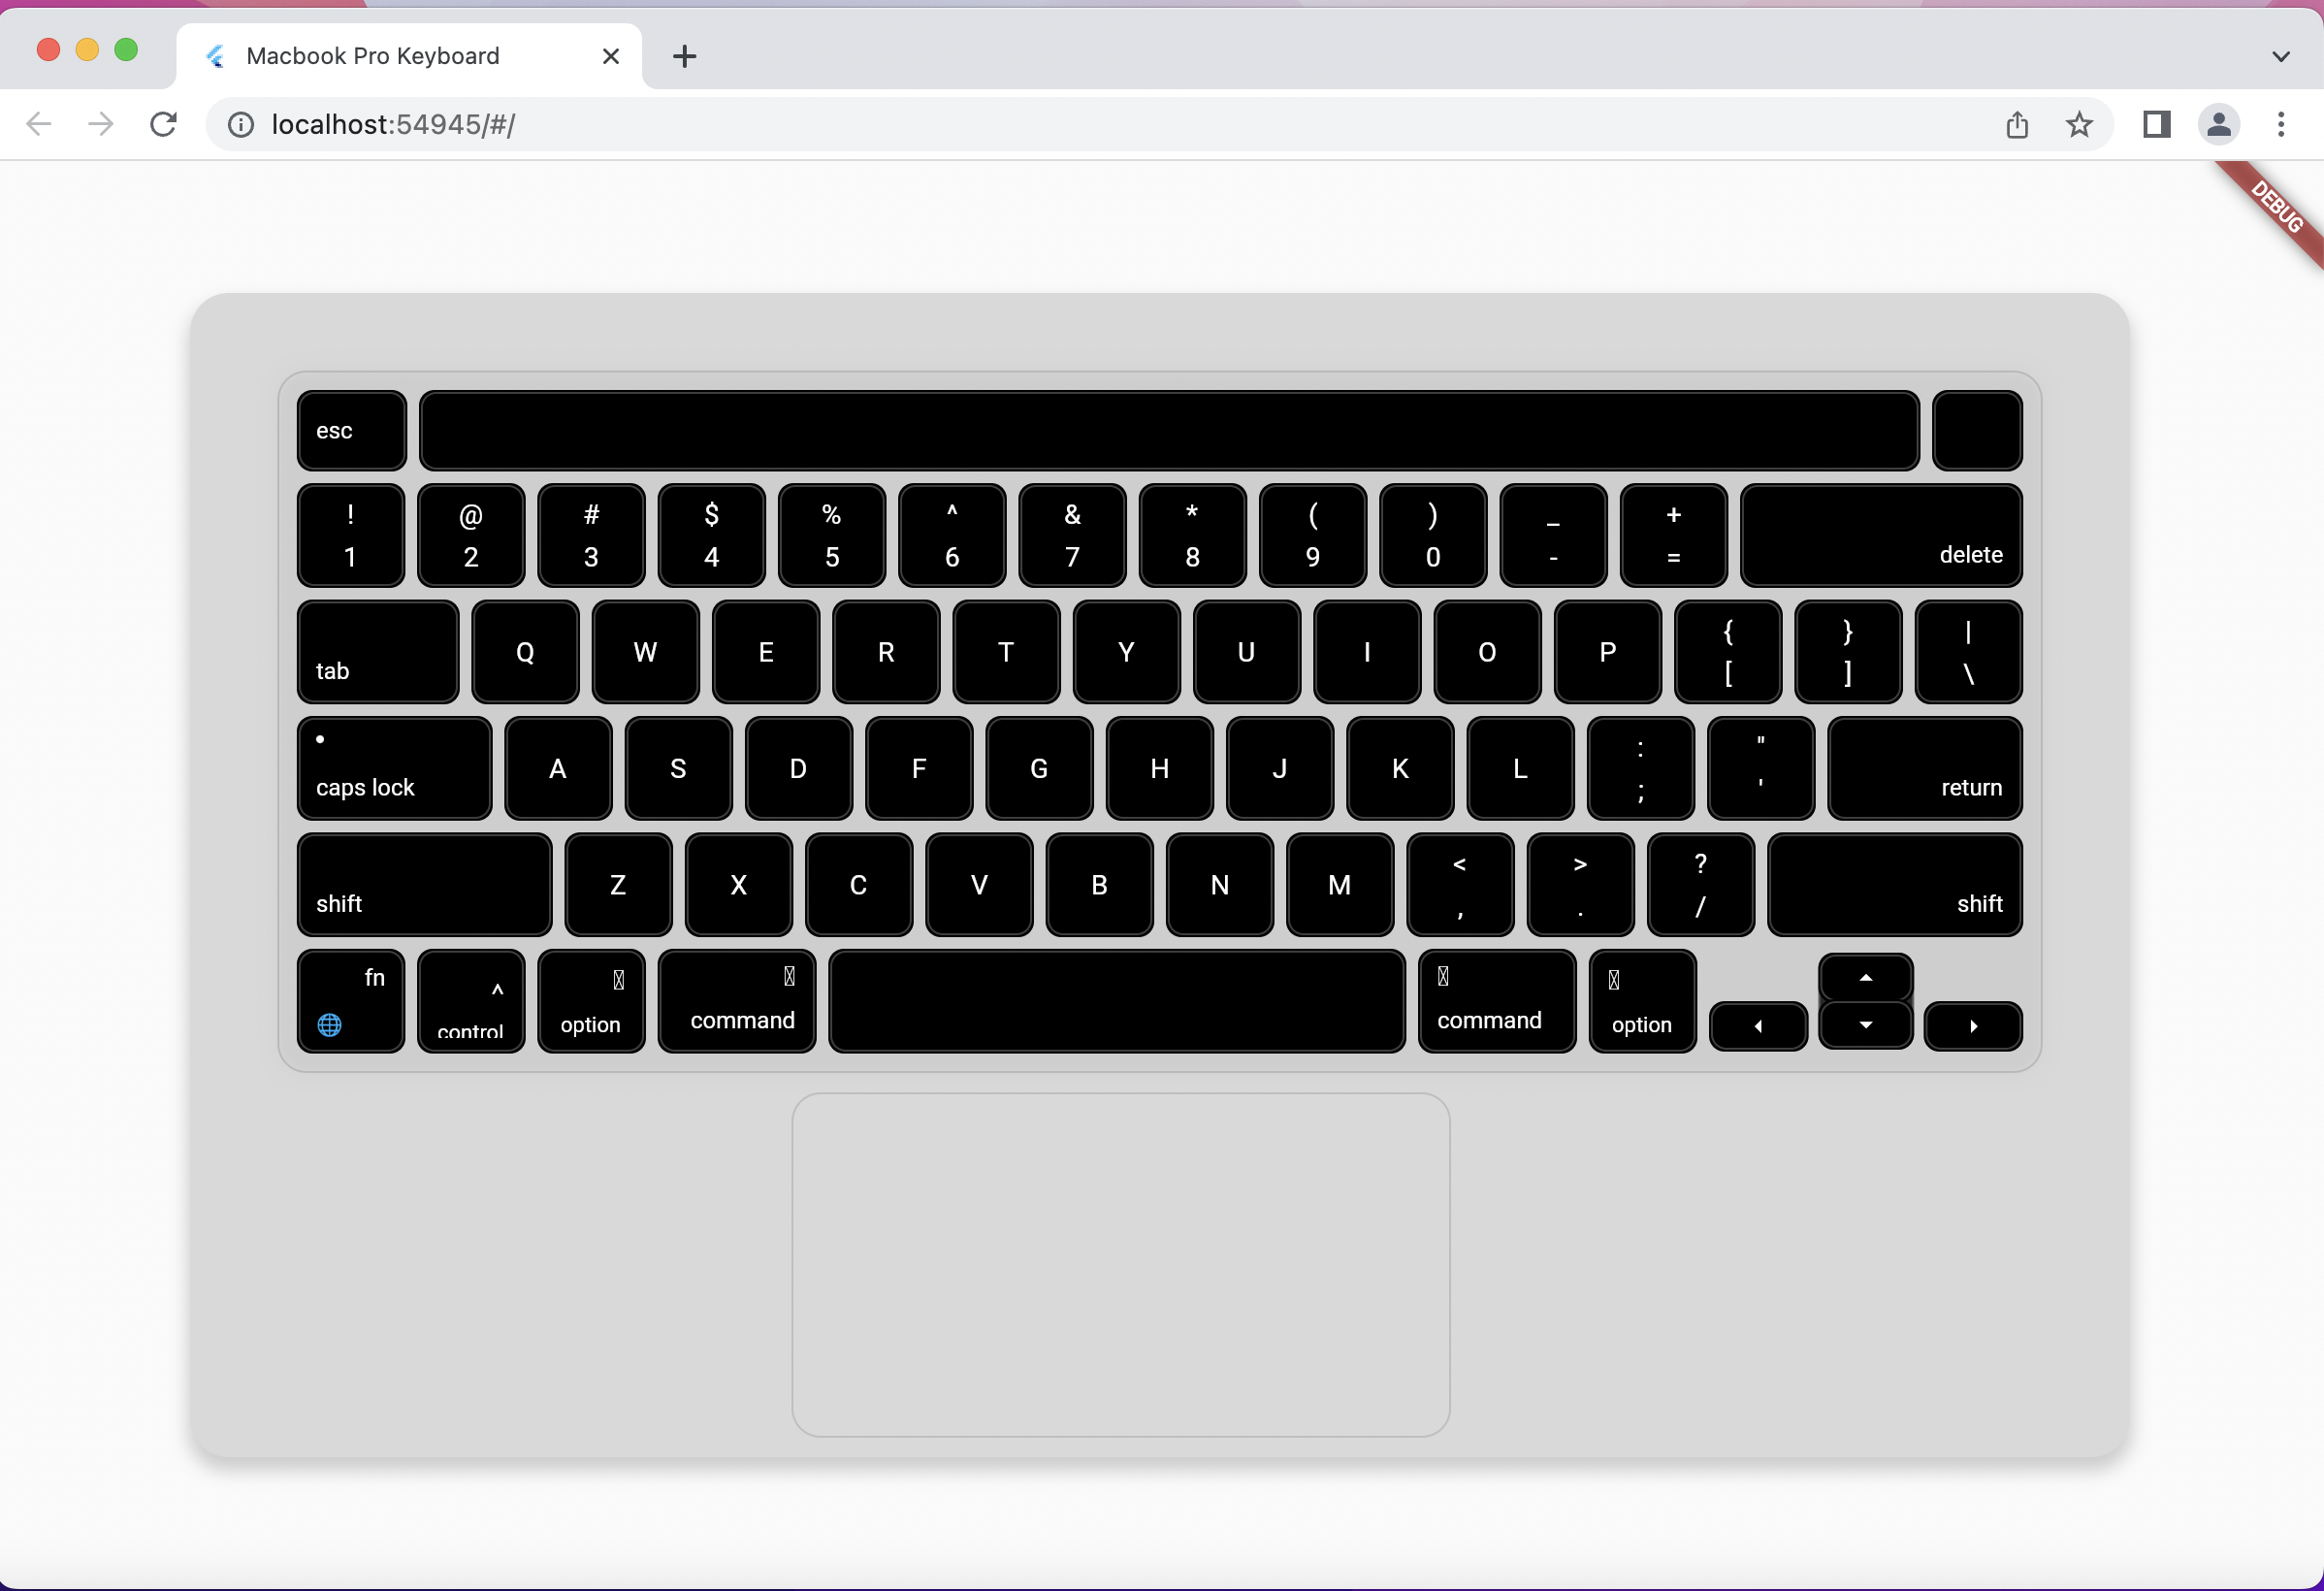 Macbook Pro Keyboard
localhost:54945/#/
DEBUG
esc
! @ # $ % ^ & * ( ) _ +
1 2 3 4 5 6 7 8 9 0 - = delete
{ } |
tab Q W E R T Y U I O P [ ] \
: "
caps lock A S D F G H J K L ; ' return
< > ?
shift Z X C V B N M , . / shift
fn ^
control option command command option